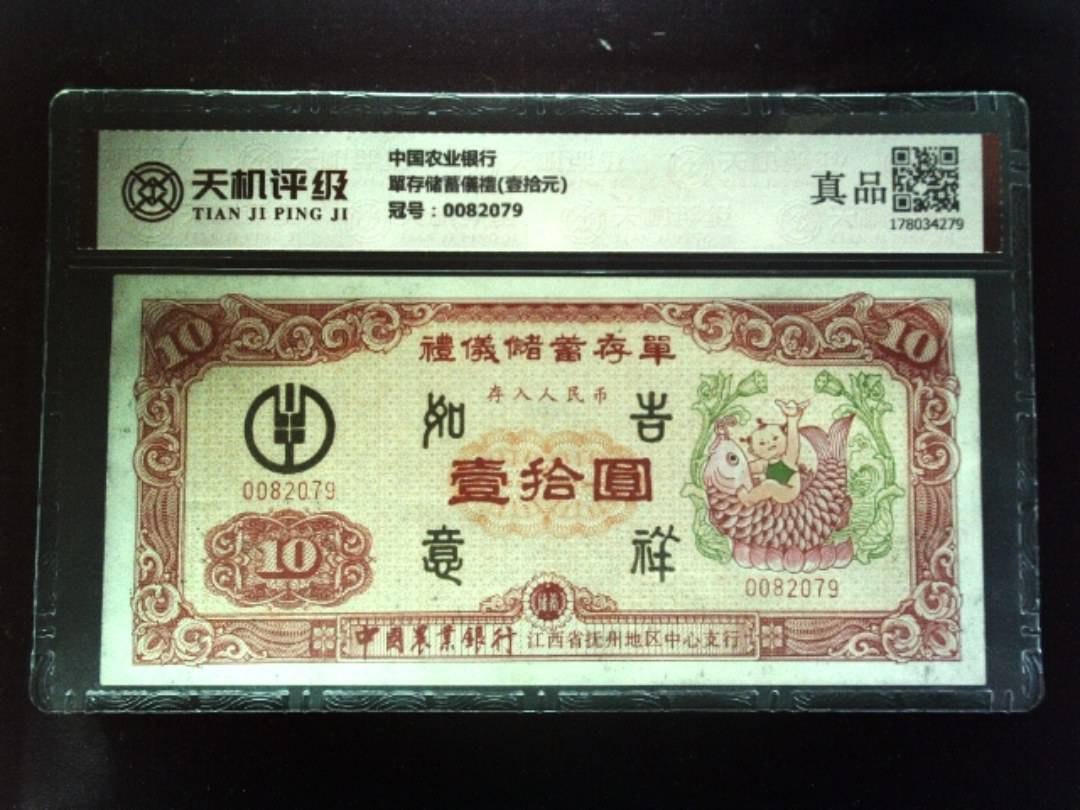 天机评级
TIAN JI PING JI
中国农业银行
單存储蓄儀禮(壹拾元)
冠号：0082079
真品
178034279
10
10
禮儀儲蓄存單
存入人民币
如
吉
壹拾圓
0082079
意
祥
10
0082079
儲蓄
中國農業銀行 江西省抚州地区中心支行